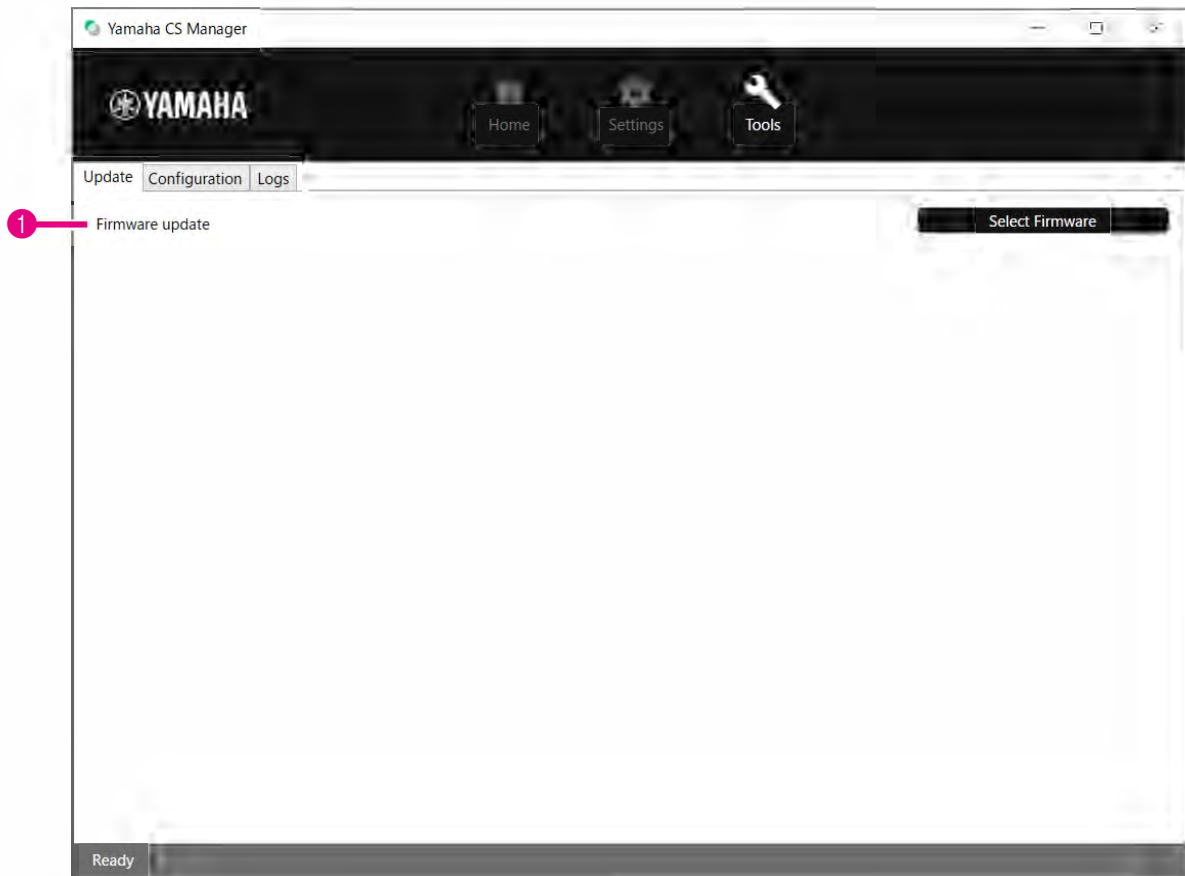 Yamaha CS Manager
YAMAHA
Home Settings Tools
Update Configuration Logs
1 Firmware update Select Firmware
Ready